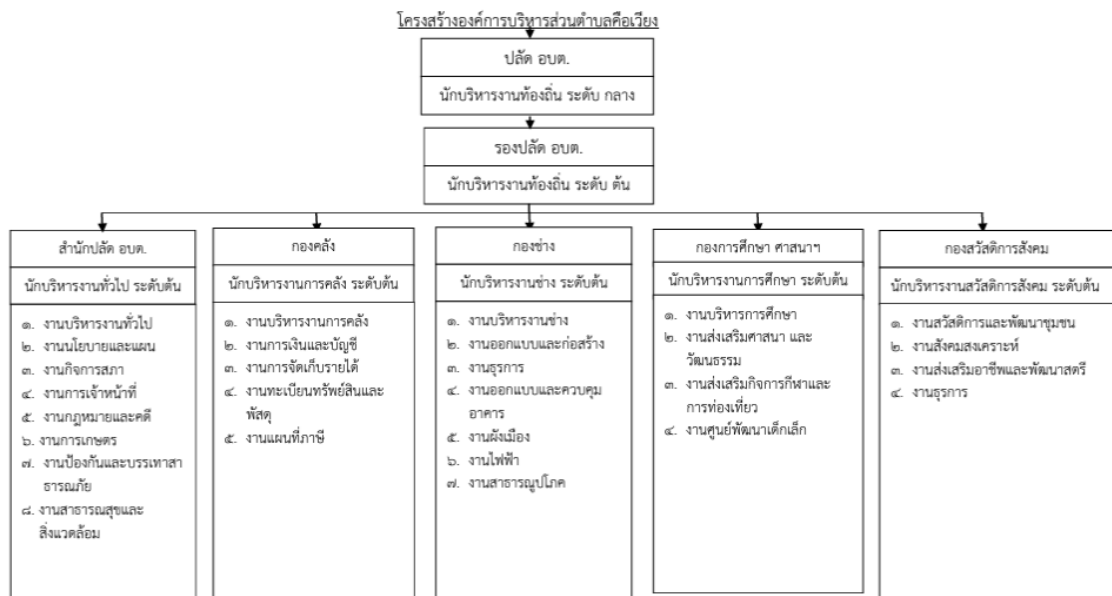 โครงสร้างองค์การบริหารส่วนตำบลคือเวียง
ปลัด อบต.
นักบริหารงานท้องถิ่น ระดับ กลาง
รองปลัด อบต.
นักบริหารงานท้องถิ่น ระดับ ต้น
สำนักปลัด อบต.
นักบริหารงานทั่วไป ระดับต้น
๑. งานบริหารงานทั่วไป
๒. งานนโยบายและแผน
๓. งานกิจการสภา
๔. งานการเจ้าหน้าที่
๕. งานกฎหมายและคดี
๖. งานการเกษตร
๗. งานป้องกันและบรรเทาสา
ธารณภัย
๘. งานสาธารณสุขและ
สิ่งแวดล้อม
กองคลัง
นักบริหารงานการคลัง ระดับต้น
๑. งานบริหารงานการคลัง
๒. งานการเงินและบัญชี
๓. งานการจัดเก็บรายได้
๔. งานทะเบียนทรัพย์สินและ
พัสดุ
๕. งานแผนที่ภาษี
กองช่าง
นักบริหารงานช่าง ระดับต้น
๑. งานบริหารงานช่าง
๒. งานออกแบบและก่อสร้าง
๓. งานธุรการ
๔. งานออกแบบและควบคุม
อาคาร
๕. งานผังเมือง
๖. งานไฟฟ้า
๗. งานสาธารณูปโภค
กองการศึกษา ศาสนาฯ
นักบริหารงานการศึกษา ระดับต้น
๑. งานบริหารการศึกษา
๒. งานส่งเสริมศาสนา และ
วัฒนธรรม
๓. งานส่งเสริมกิจการกีฬาและ
การท่องเที่ยว
๔. งานศูนย์พัฒนาเด็กเล็ก
กองสวัสดิการสังคม
นักบริหารงานสวัสดิการสังคม ระดับต้น
๑. งานสวัสดิการและพัฒนาชุมชน
๒. งานสังคมสงเคราะห์
๓. งานส่งเสริมอาชีพและพัฒนาสตรี
๔. งานธุรการ